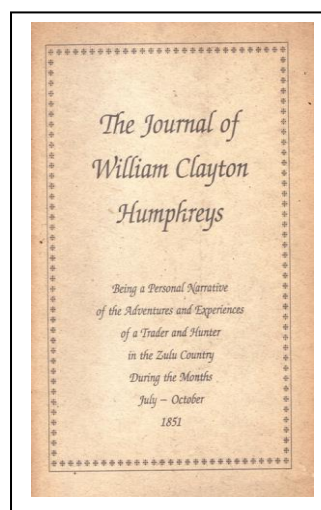 The Journal of
William Clayton
Humphreys
Being a Personal Narrative
of the Adventures and Experiences
of a Trader and Hunter
in the Zulu Country
During the Months
July – October
1851